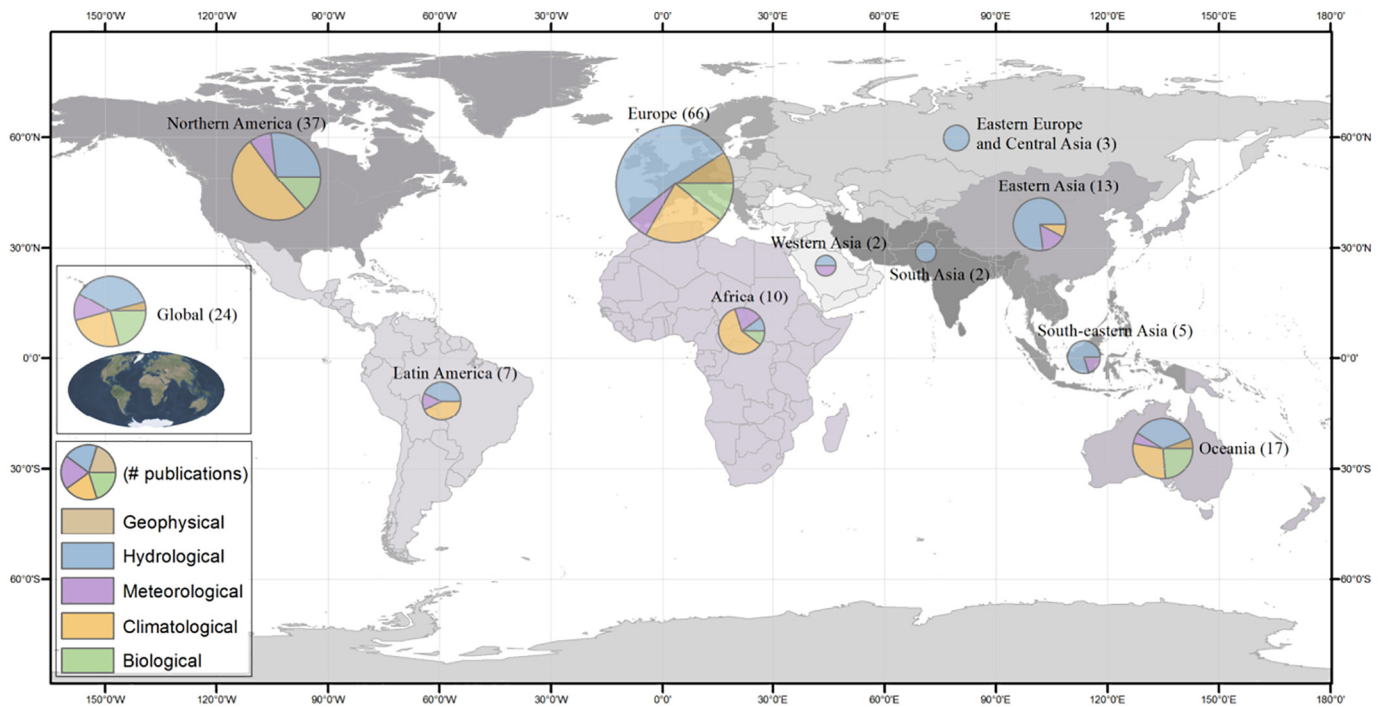 150°0'W 120°0'W 90°0'W 60°0'W 30°0'W 0°0' 30°0'E 60°0'E 90°0'E 120°0'E 150°0'E 180°0'
Northern America (37)
Europe (66)
Eastern Europe
and Central Asia (3)
60°0'N 60°0'N
Eastern Asia (13)
Western Asia (2)
30°0'N 30°0'N
South Asia (2)
Global (24)
Africa (10)
South-eastern Asia (5)
0°0' 0°0'
Latin America (7)
Oceania (17)
(# publications)
30°0'S 30°0'S
Geophysical
Hydrological
60°0'S 60°0'S
Meteorological
Climatological
Biological
150°0'W 120°0'W 90°0'W 60°0'W 30°0'W 0°0' 30°0'E 60°0'E 90°0'E 120°0'E 150°0'E 180°0'